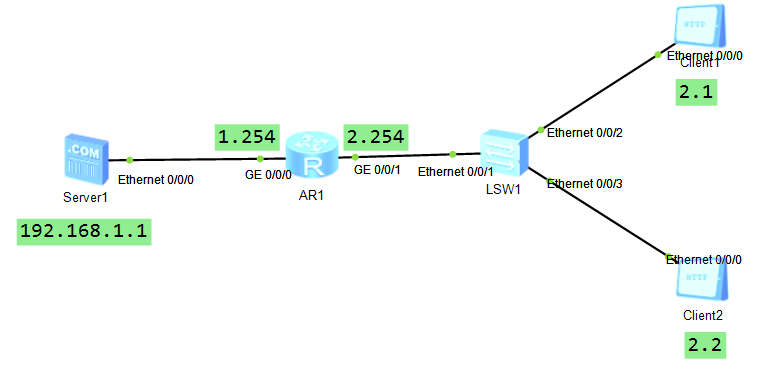 HTTP
Ethernet 0/0/0
Client1
2.1
Ethernet 0/0/2
1.254
2.254
.COM
R
Ethernet 0/0/0
GE 0/0/0
GE 0/0/1
Ethernet 0/0/1
Server1
AR1
LSW1
Ethernet 0/0/3
192.168.1.1
Ethernet 0/0/0
HTTP
Client2
2.2